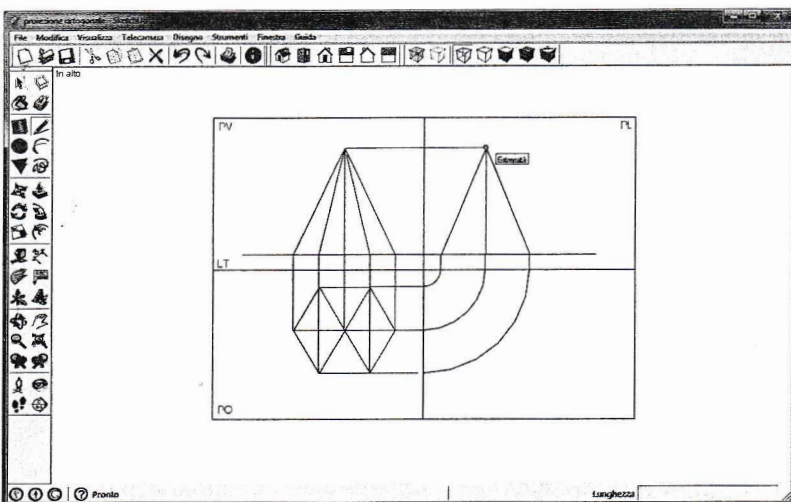 proiezione ortogonale - SketchUp
File Modifica Visualizza Telecamera Disegno Strumenti Finestra Guida
In alto
PV
PL
Estremità
LT
PO
Pronto
Lunghezza